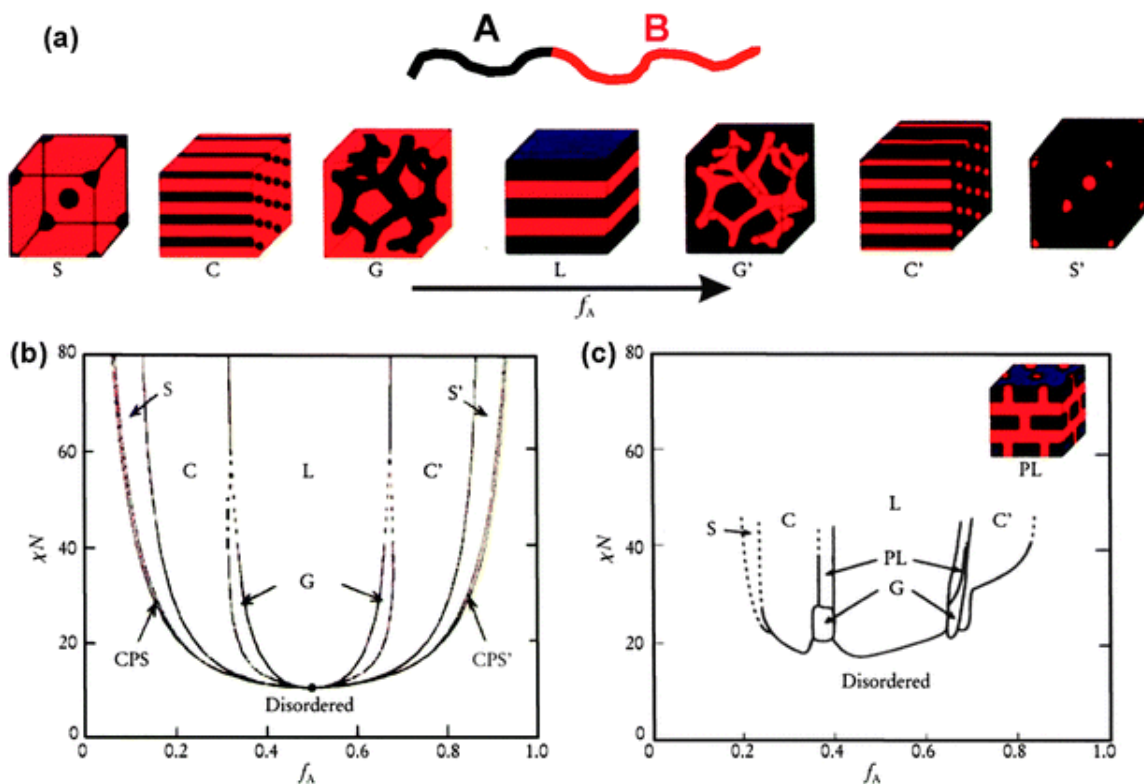 (a)
A B
S C G L G' C' S'
fA
(b)
80
60
40
20
0
χN
S
S'
C
L
C'
G
CPS
CPS'
Disordered
0 0.2 0.4 0.6 0.8 1.0
fA
(c)
80
60
40
20
0
χN
PL
S
C
L
C'
PL
G
Disordered
0 0.2 0.4 0.6 0.8 1.0
fA